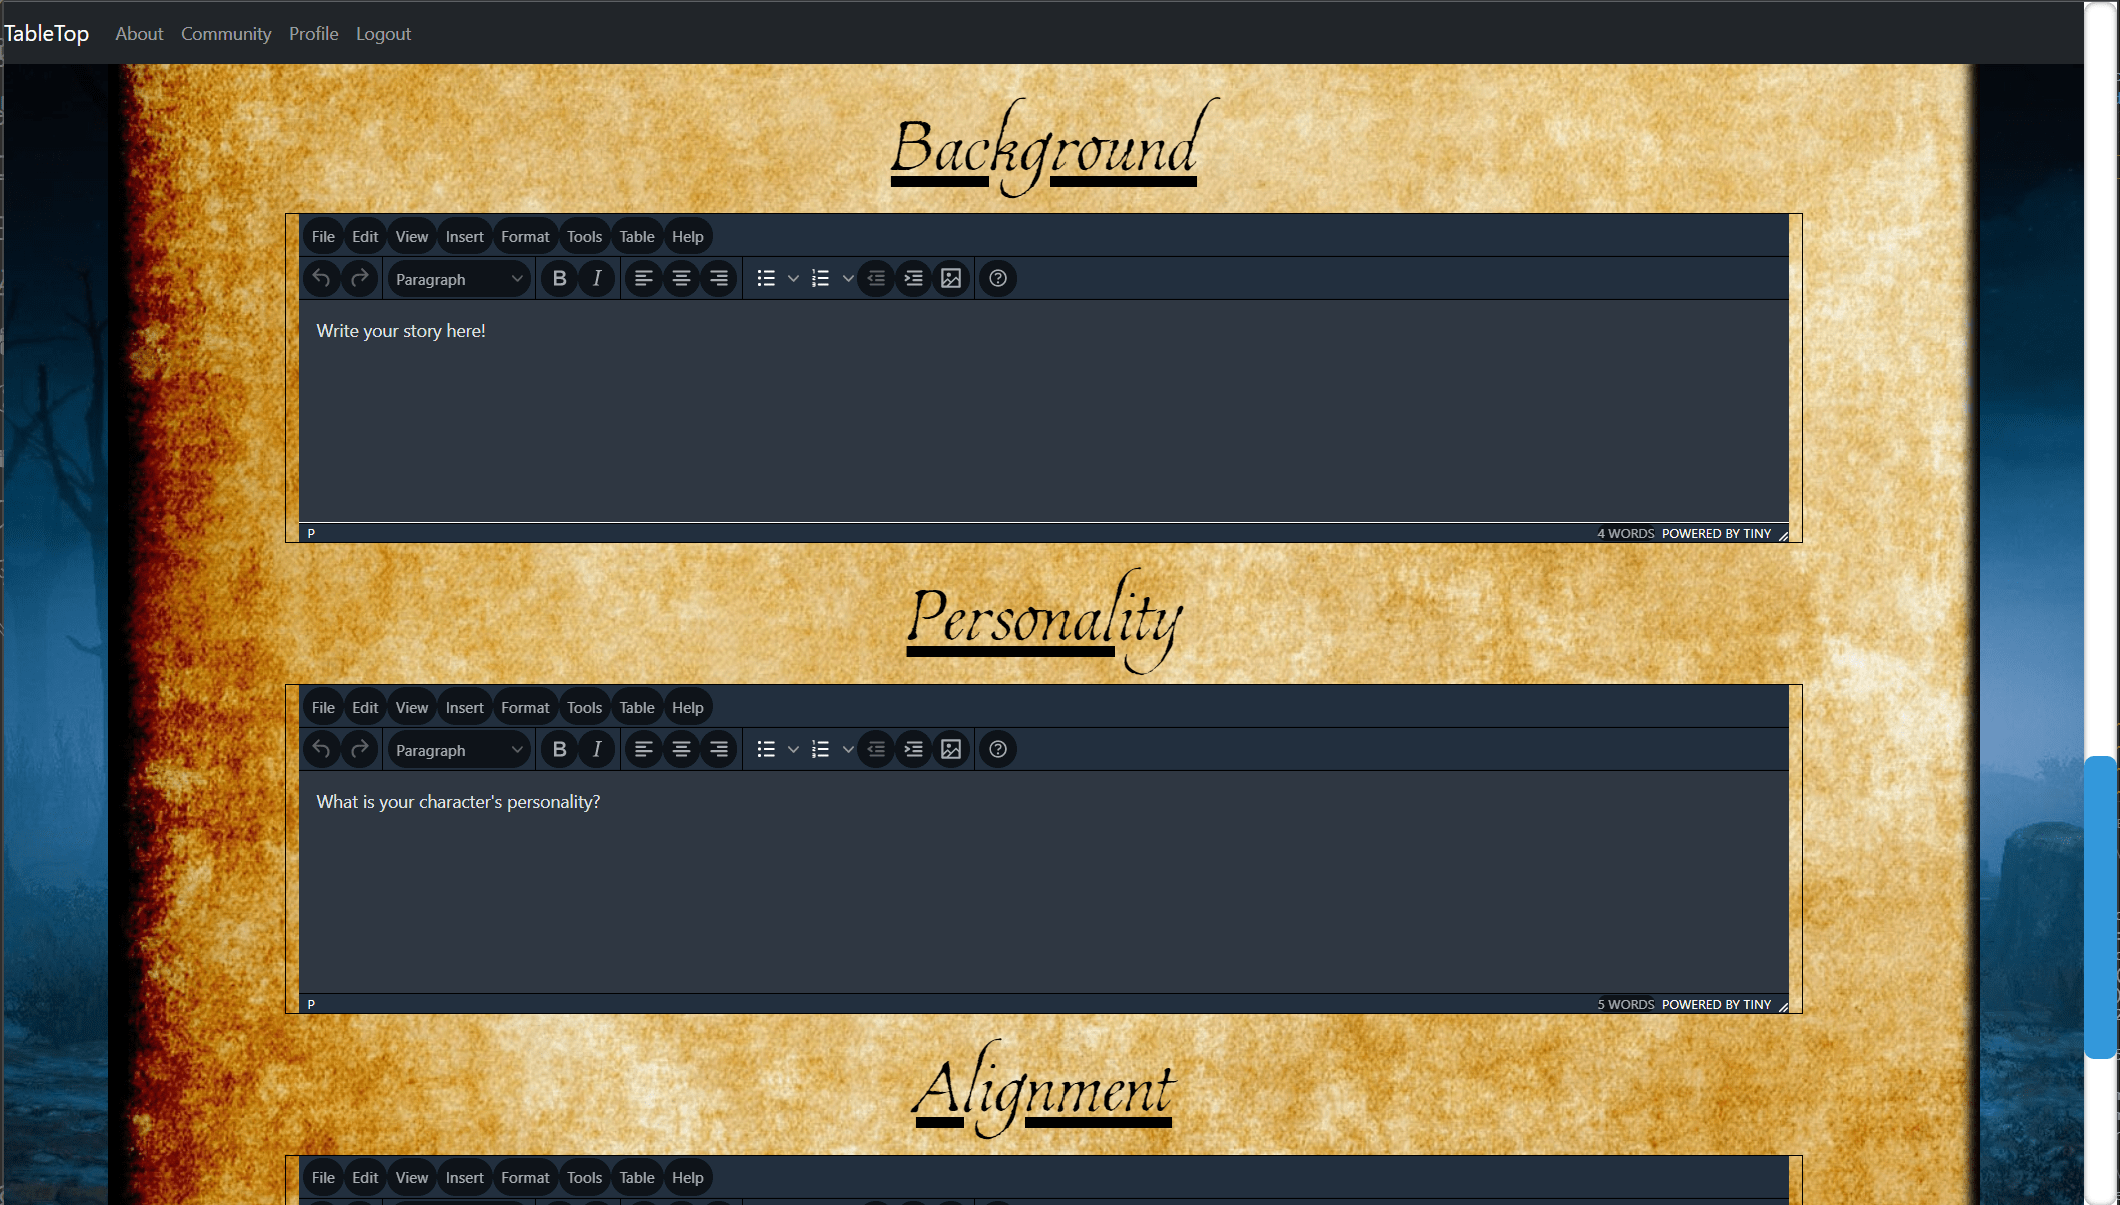 TableTop About Community Profile Logout
Background
File Edit View Insert Format Tools Table Help
Paragraph B I
Write your story here!
P 4 WORDS POWERED BY TINY
Personality
File Edit View Insert Format Tools Table Help
Paragraph B I
What is your character's personality?
P 5 WORDS POWERED BY TINY
Alignment
File Edit View Insert Format Tools Table Help